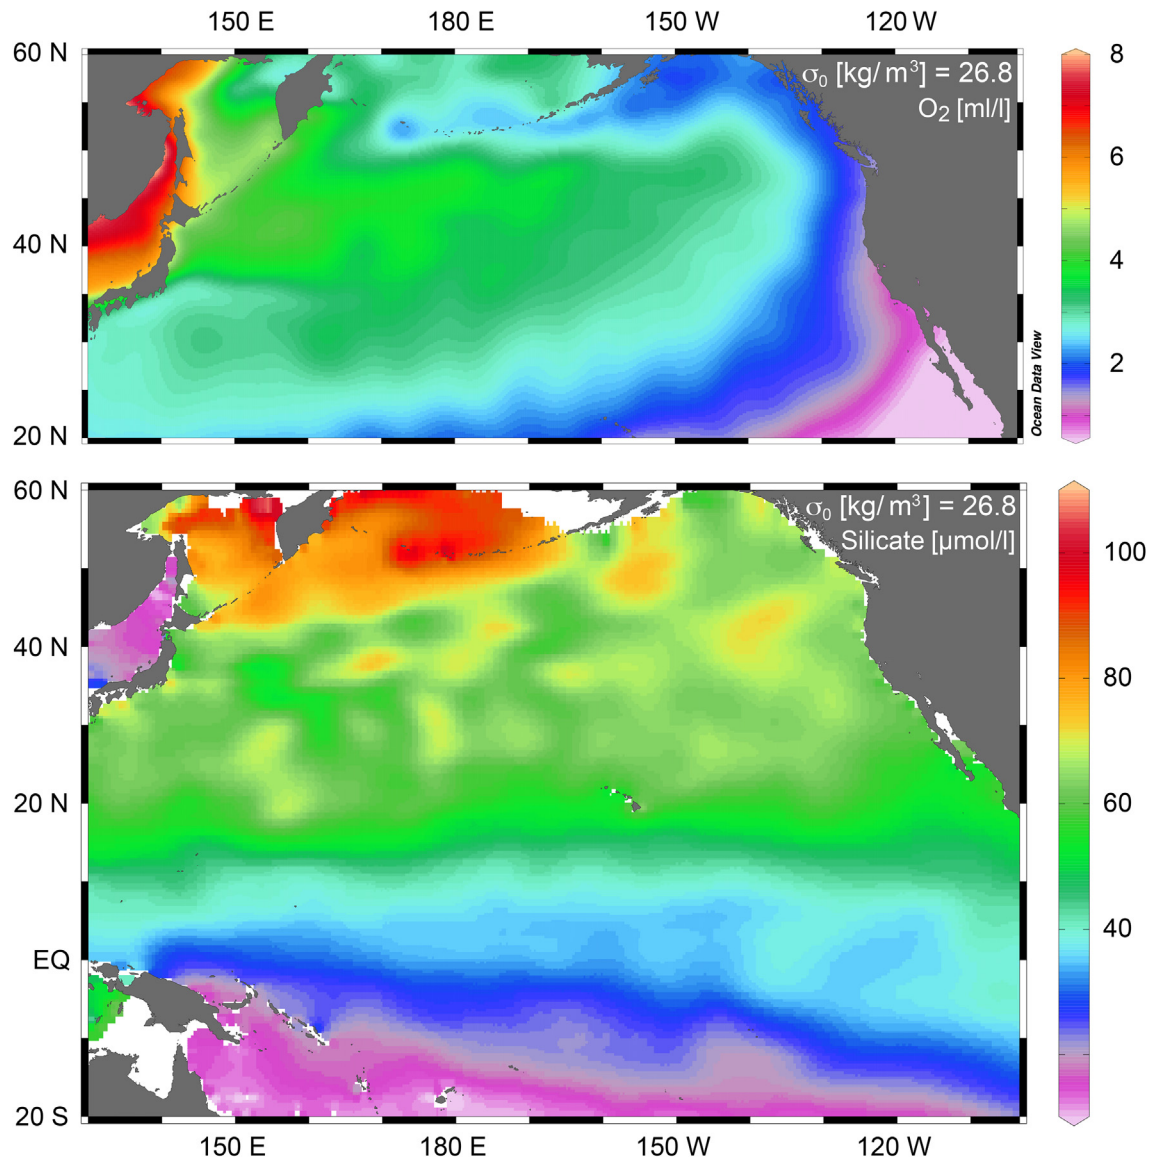 150 E 180 E 150 W 120 W
60 N
40 N
20 N
σ₀ [kg/ m³] = 26.8
O₂ [ml/l]
Ocean Data View
8
6
4
2
60 N
40 N
20 N
EQ
20 S
σ₀ [kg/ m³] = 26.8
Silicate [µmol/l]
100
80
60
40
150 E 180 E 150 W 120 W